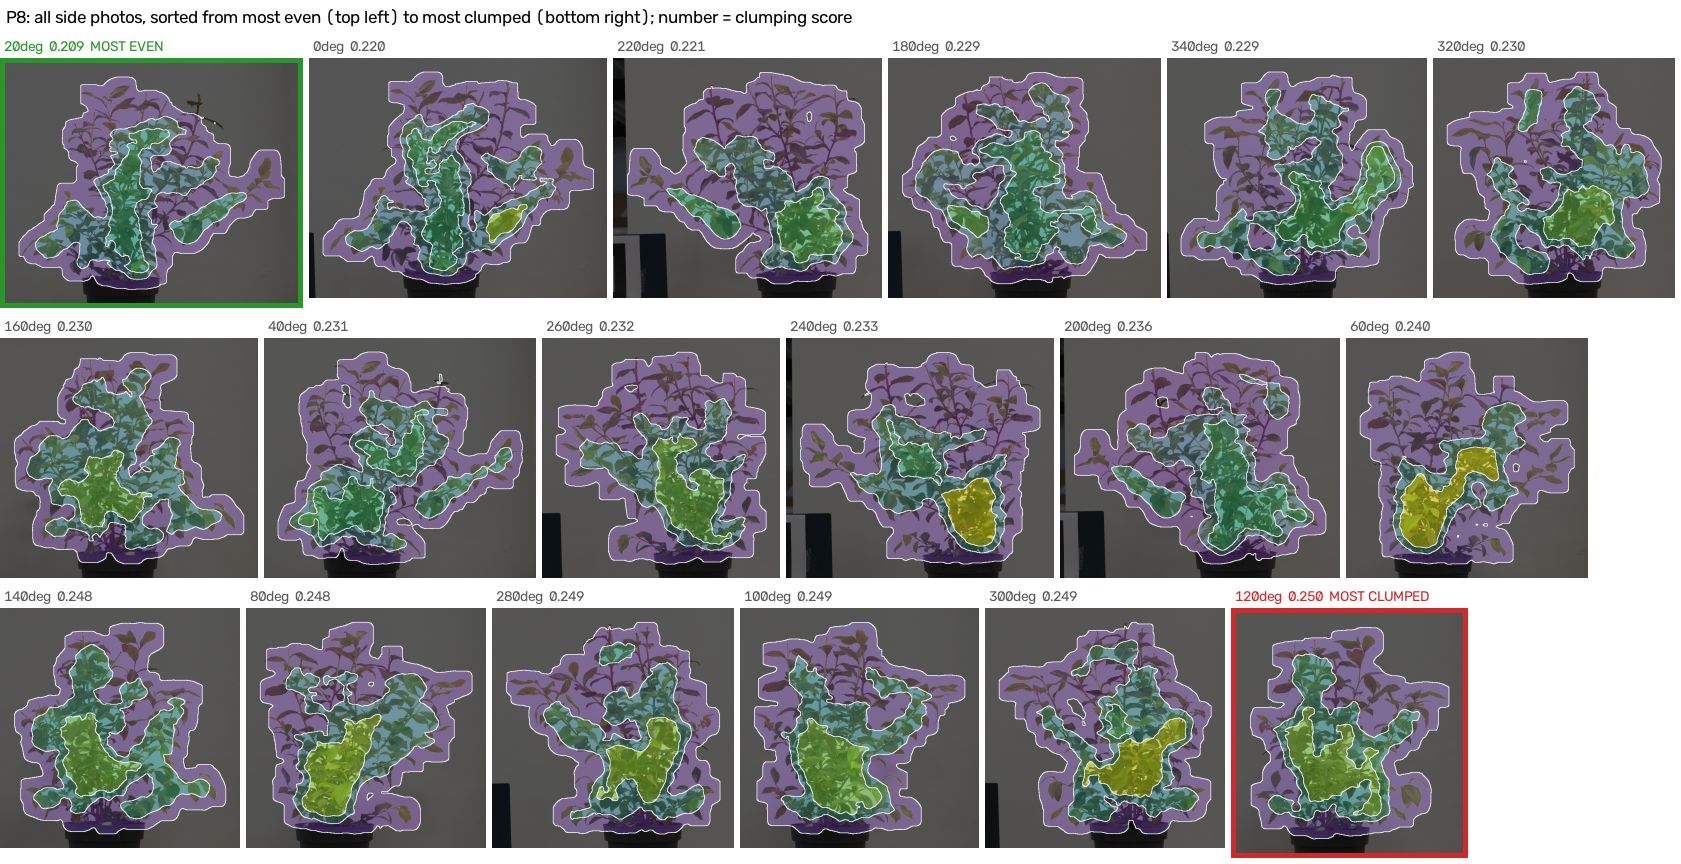 P8: all side photos, sorted from most even (top left) to most clumped (bottom right); number = clumping score
20deg 0.209 MOST EVEN
0deg 0.220
220deg 0.221
180deg 0.229
340deg 0.229
320deg 0.230
160deg 0.230
40deg 0.231
260deg 0.232
240deg 0.233
200deg 0.236
60deg 0.240
140deg 0.248
80deg 0.248
280deg 0.249
100deg 0.249
300deg 0.249
120deg 0.250 MOST CLUMPED